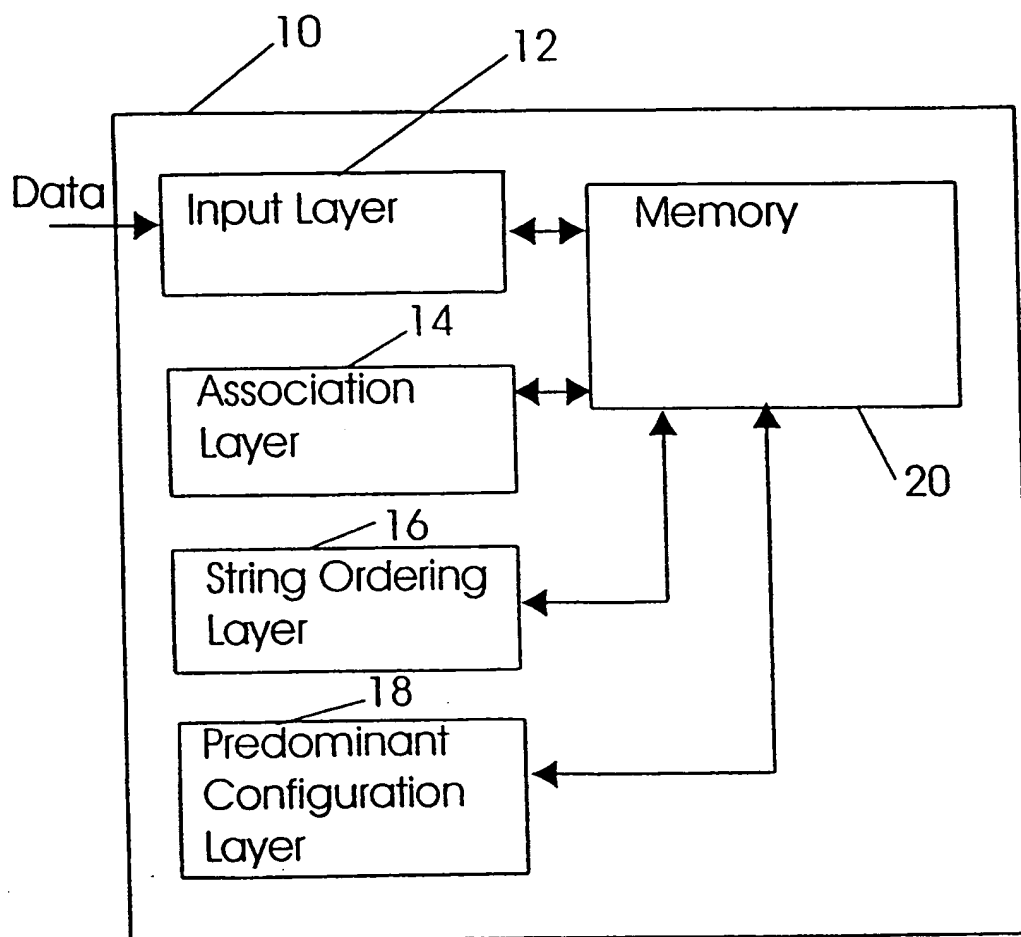 10
12
Data
Input Layer
Memory
14
Association
Layer
20
16
String Ordering
Layer
18
Predominant
Configuration
Layer